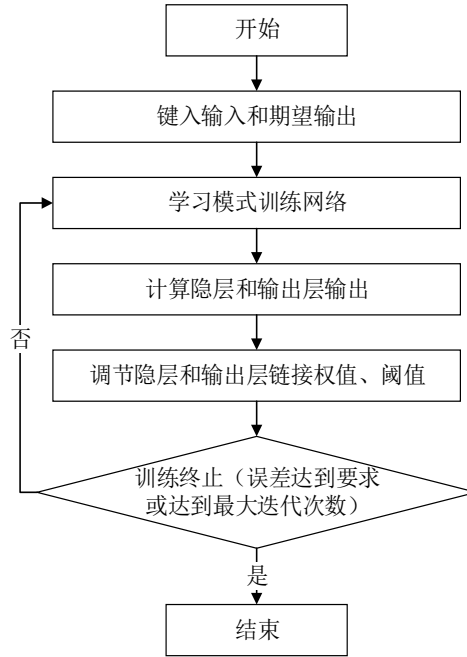 开始
键入输入和期望输出
学习模式训练网络
计算隐层和输出层输出
否
调节隐层和输出层链接权值、阈值
训练终止（误差达到要求
或达到最大迭代次数）
是
结束